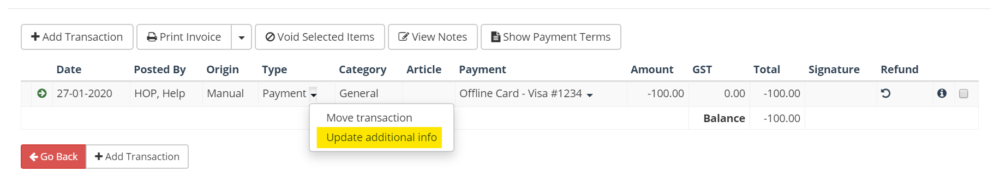 Add Transaction Print Invoice Void Selected Items View Notes Show Payment Terms
Date Posted By Origin Type Category Article Payment Amount GST Total Signature Refund
27-01-2020 HOP, Help Manual Payment General Offline Card - Visa #1234 -100.00 0.00 -100.00
Move transaction
Balance -100.00
Update additional info
Go Back Add Transaction